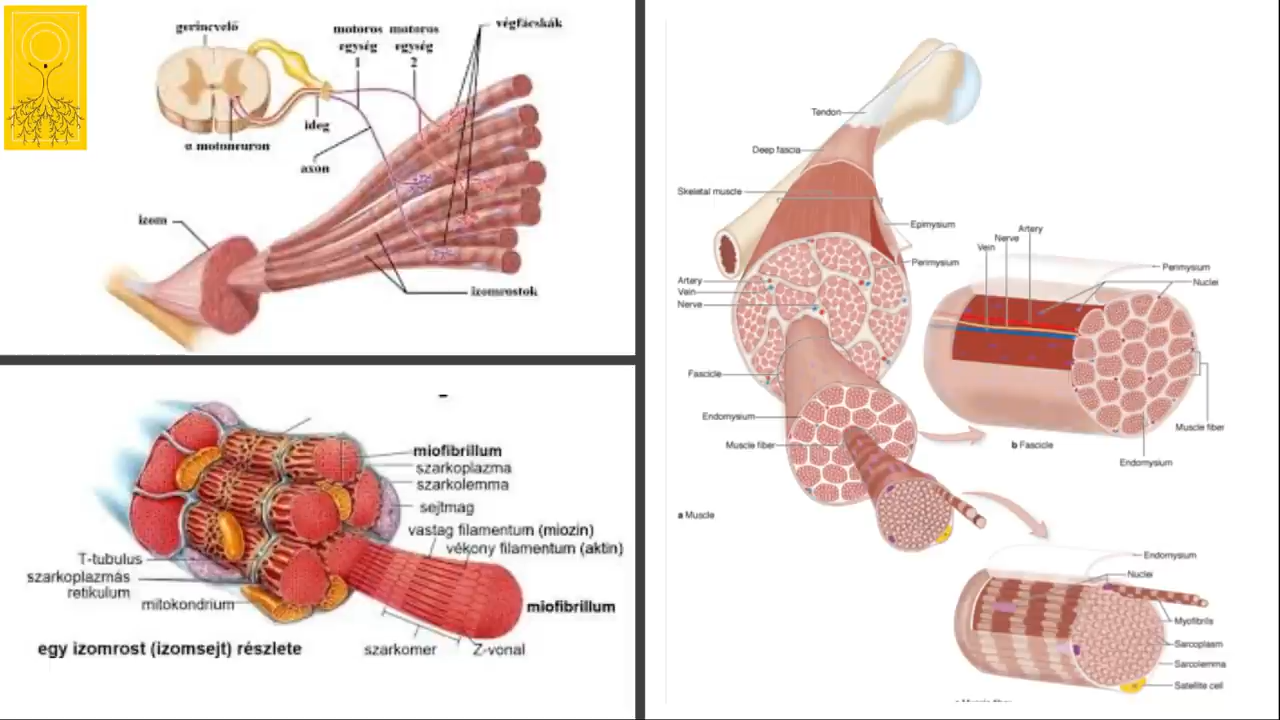 gerincvelő
motoros
egység
1
motoros
egység
2
végfácskák
ideg
α motoneuron
axon
izom
izomrostok
miofibrillum
szarkoplazma
szarkolemma
sejtmag
vastag filamentum (miozin)
vékony filamentum (aktin)
T-tubulus
szarkoplazmás
retikulum
mitokondrium
miofibrillum
egy izomrost (izomsejt) részlete
szarkomer
Z-vonal
Tendon
Deep fascia
Skeletal muscle
Epimysium
Perimysium
Artery
Vein
Nerve
Fascicle
Endomysium
Muscle fiber
a Muscle
Artery
Nerve
Vein
Perimysium
Nuclei
Muscle fiber
Endomysium
b Fascicle
Endomysium
Nuclei
Myofibrils
Sarcoplasm
Sarcolemma
Satellite cell